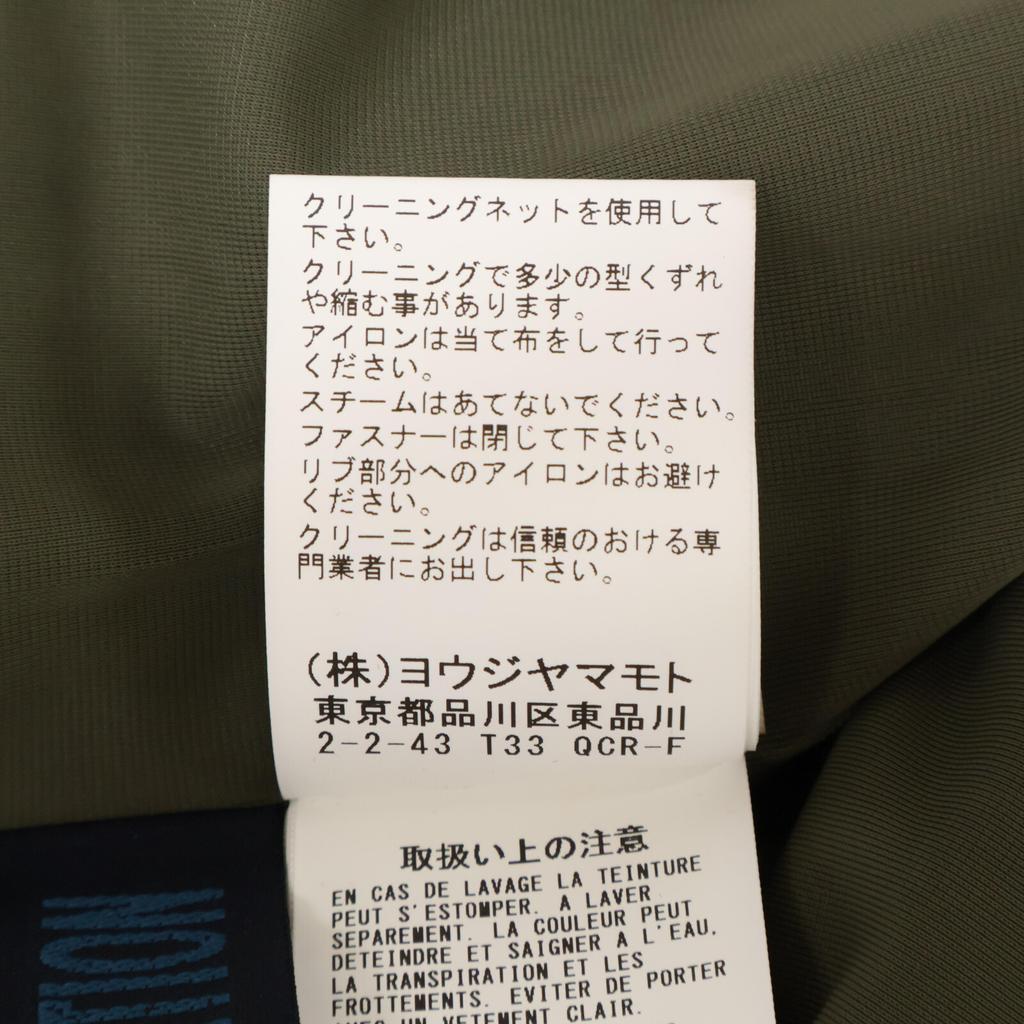 クリーニングネットを使用して
下さい。
クリーニングで多少の型くずれ
や縮む事があります。
アイロンは当て布をして行って
ください。
スチームはあてないでください。
ファスナーは閉じて下さい。
リブ部分へのアイロンはお避け
ください。
クリーニングは信頼のおける専
門業者にお出し下さい。
(株)ヨウジヤマモト
東京都品川区東品川
2-2-43 T33 QCR-F
取扱い上の注意
EN CAS DE LAVAGE LA TEINTURE
PEUT S'ESTOMPER. A LAVER
SEPAREMENT. LA COULEUR PEUT
DETEINDRE ET SAIGNER A L'EAU.
LA TRANSPIRATION ET LES
FROTTEMENTS. EVITER DE PORTER
AVEC UN VETEMENT CLAIR.
TION